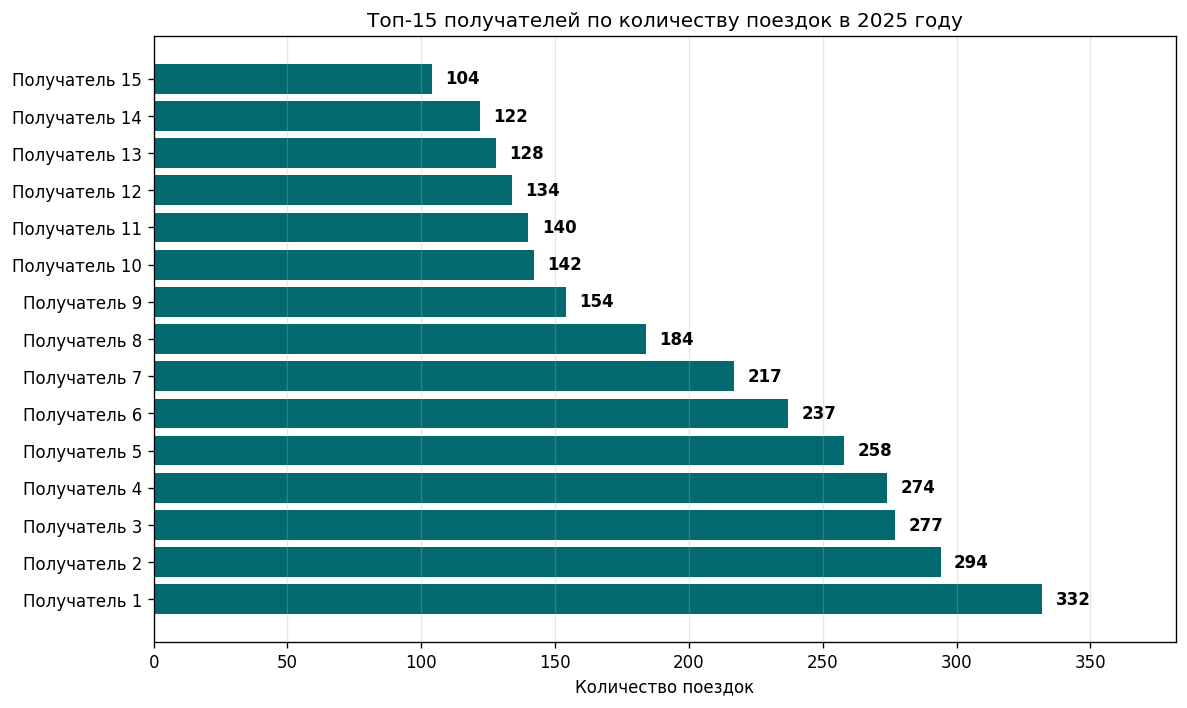 Топ-15 получателей по количеству поездок в 2025 году
Получатель 15 104
Получатель 14 122
Получатель 13 128
Получатель 12 134
Получатель 11 140
Получатель 10 142
Получатель 9 154
Получатель 8 184
Получатель 7 217
Получатель 6 237
Получатель 5 258
Получатель 4 274
Получатель 3 277
Получатель 2 294
Получатель 1 332
0 50 100 150 200 250 300 350
Количество поездок